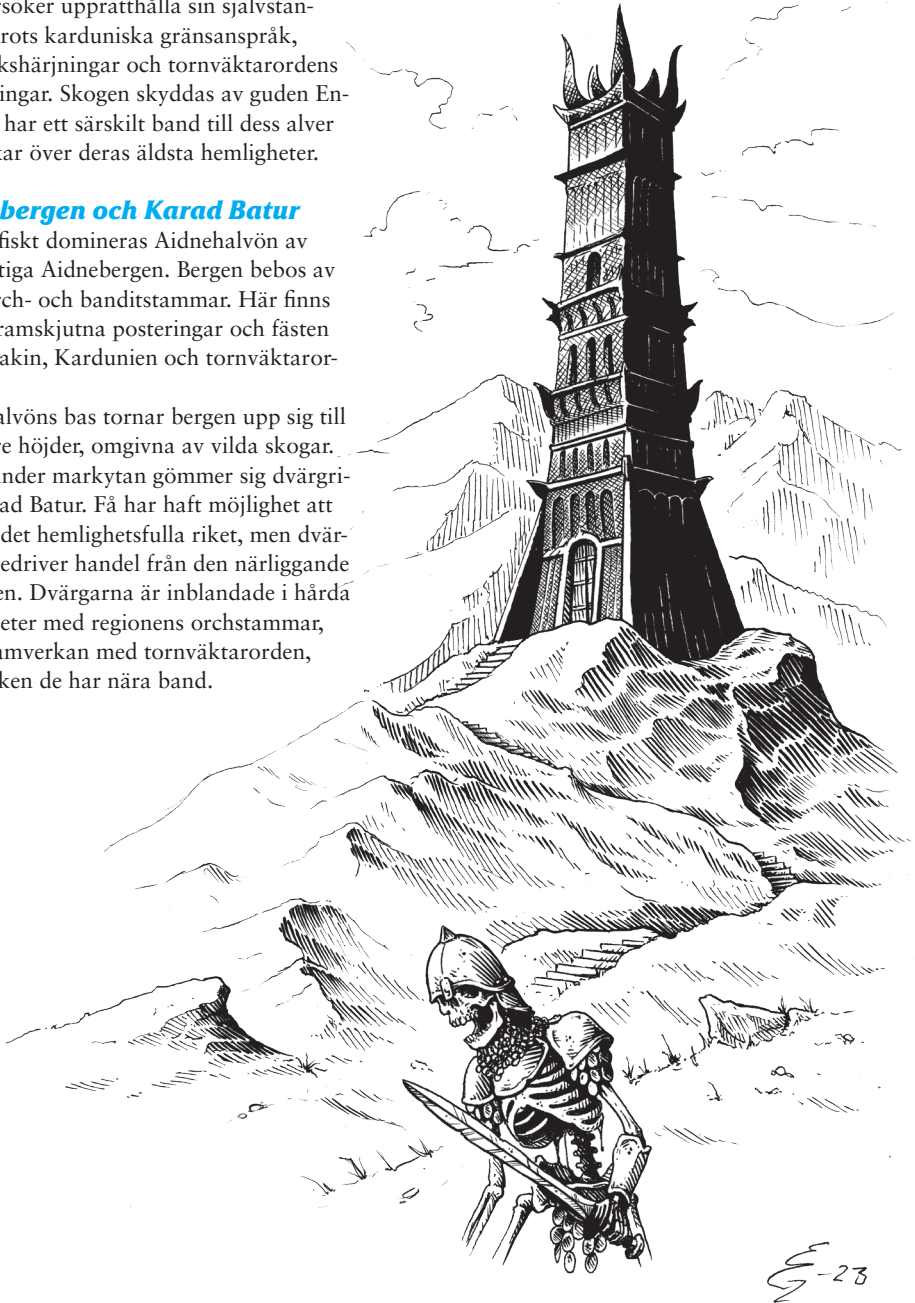 rsöker upprätthålla sin självstän-
rots karduniska gränsanspråk,
kshärjningar och tornväktarordens
ingar. Skogen skyddas av guden En-
har ett särskilt band till dess alver
kar över deras äldsta hemligheter.
bergen och Karad Batur
fiskt domineras Aidnehalvön av
tiga Aidnebergen. Bergen bebos av
rch- och banditstammar. Här finns
ramskjutna posteringar och fästen
akin, Kardunien och tornväktaror-
alvöns bas tornar bergen upp sig till
re höjder, omgivna av vilda skogar.
under markytan gömmer sig dvärgri-
ad Batur. Få har haft möjlighet att
det hemlighetsfulla riket, men dvär-
edriver handel från den närliggande
en. Dvärgarna är inblandade i hårda
eter med regionens orchstammar,
amverkan med tornväktarorden,
ken de har nära band.
-23